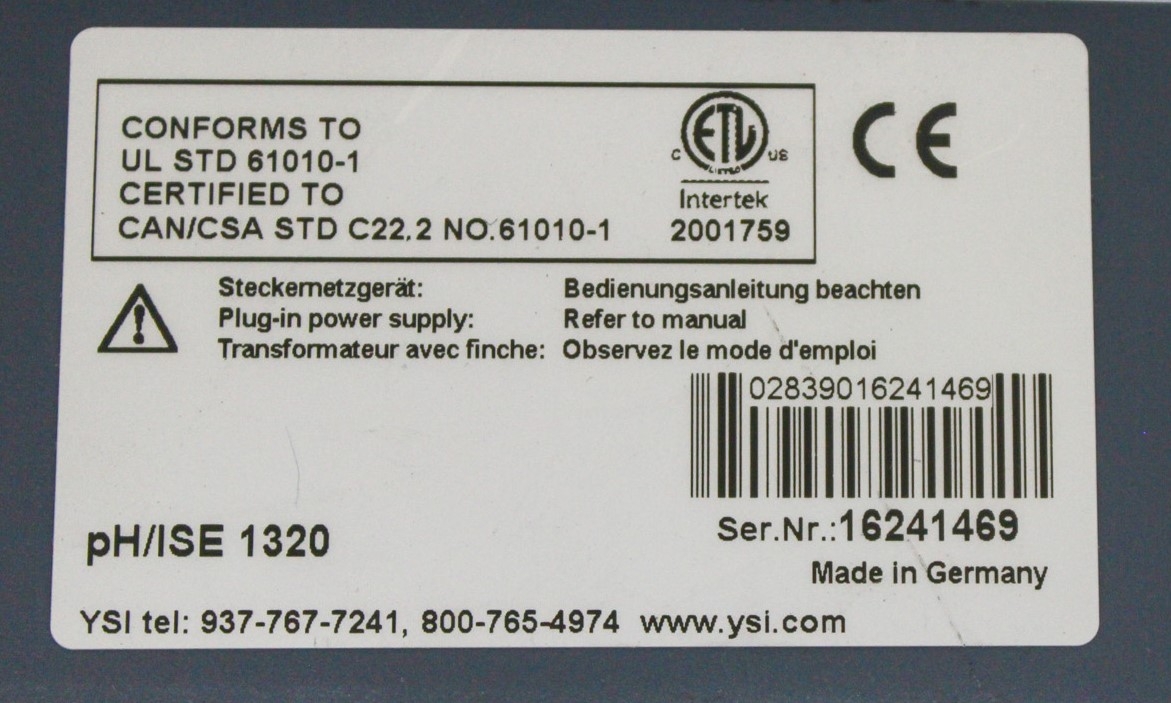 CONFORMS TO
UL STD 61010-1
CERTIFIED TO
CAN/CSA STD C22.2 NO.61010-1
ETL
C US
LISTED
Intertek
2001759
CE
Steckernetzgerät: Bedienungsanleitung beachten
Plug-in power supply: Refer to manual
Transformateur avec finche: Observez le mode d'emploi
02839016241469
Ser.Nr.:16241469
pH/ISE 1320
Made in Germany
YSI tel: 937-767-7241, 800-765-4974 www.ysi.com